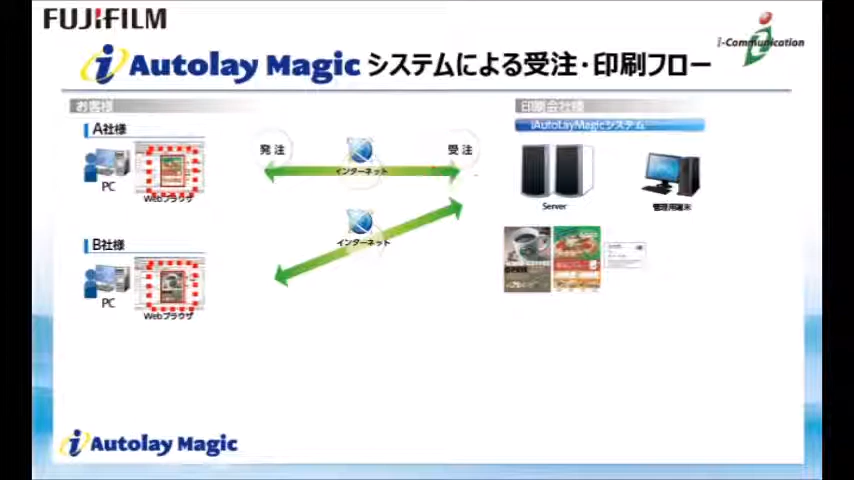 FUJIFILM
i-Communication
i Autolay Magic システムによる受注・印刷フロー
お客様
印刷会社様
A社様
iAutoLayMagicシステム
発注
受注
インターネット
PC
Webブラウザ
Server
管理用端末
B社様
インターネット
PC
Webブラウザ
i Autolay Magic